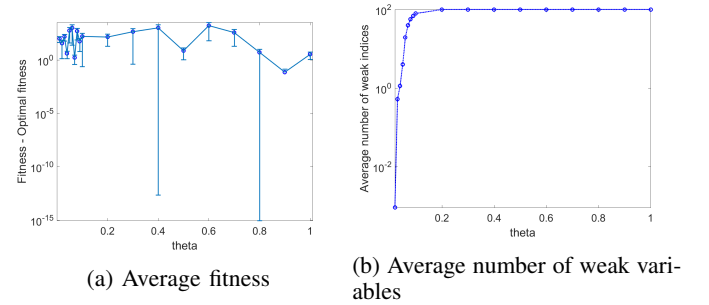 10^0
10^-5
10^-10
10^-15
Fitness - Optimal fitness
0.2 0.4 0.6 0.8 1
theta
(a) Average fitness
10^2
10^0
10^-2
Average number of weak indices
0.2 0.4 0.6 0.8 1
theta
(b) Average number of weak vari-
ables